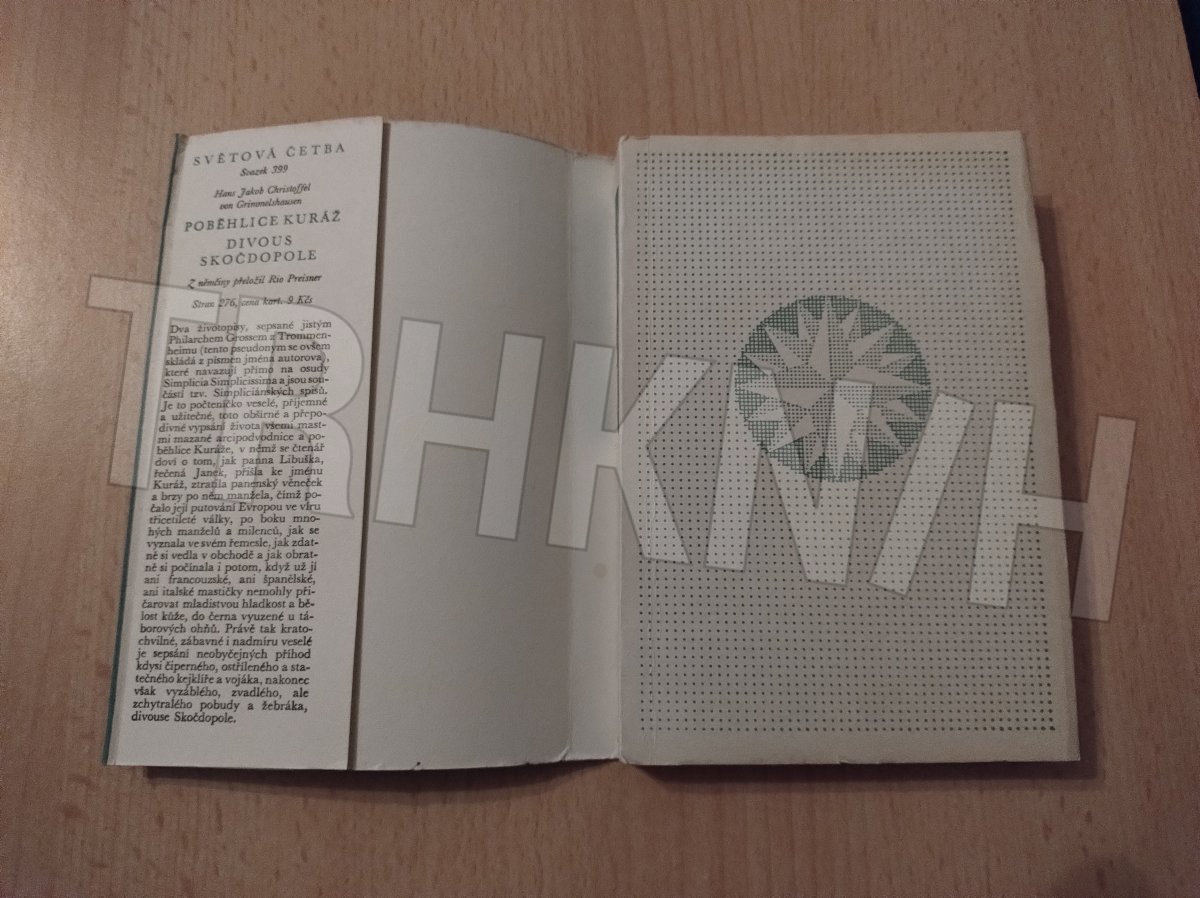 SVĚTOVÁ ČETBA
Svazek 399
Hans Jakob Christoffel
von Grimmelshausen
POBĚHLICE KURÁŽ
DIVOUS
SKOČDOPOLE
Z němčiny přeložil Rio Preisner
Stran 276, cena kart. 9 Kčs
Dva životopisy, sepsané jistým
Philarchem Grossem z Trommen-
heimu (tento pseudonym se ovšem
skládá z písmen jména autorova),
které navazují přímo na osudy
Simplicia Simplicissima a jsou sou-
částí tzv. Simpliciánských spisů.
Je to počteníčko veselé, příjemné
a užitečné, toto obšírné a přepo-
divné vypsání života všemi mast-
mi mazané arcipodvodnice a po-
běhlice Kuráže, v němž se čtenář
doví o tom, jak panna Libuška,
řečená Janek, přišla ke jménu
Kuráž, ztratila panenský věneček
a brzy po něm manžela, čímž po-
čalo její putování Evropou ve víru
třicetileté války, po boku mno-
hých manželů a milenců, jak se
vyznala ve svém řemesle, jak zdat-
ně si vedla v obchodě a jak obrat-
ně si počínala i potom, když už jí
ani francouzské, ani španělské,
ani italské mastičky nemohly při-
čarovat mladistvou hladkost a bě-
lost kůže, do černa vyuzené u tá-
borových ohňů. Právě tak krato-
chvilné, zábavné i nadmíru veselé
je sepsání neobyčejných příhod
kdysi čiperného, ostříleného a sta-
tečného kejklíře a vojáka, nakonec
však vyzáblého, zvadlého, ale
zchytralého pobudy a žebráka,
divouse Skočdopole.
TRHKNIH